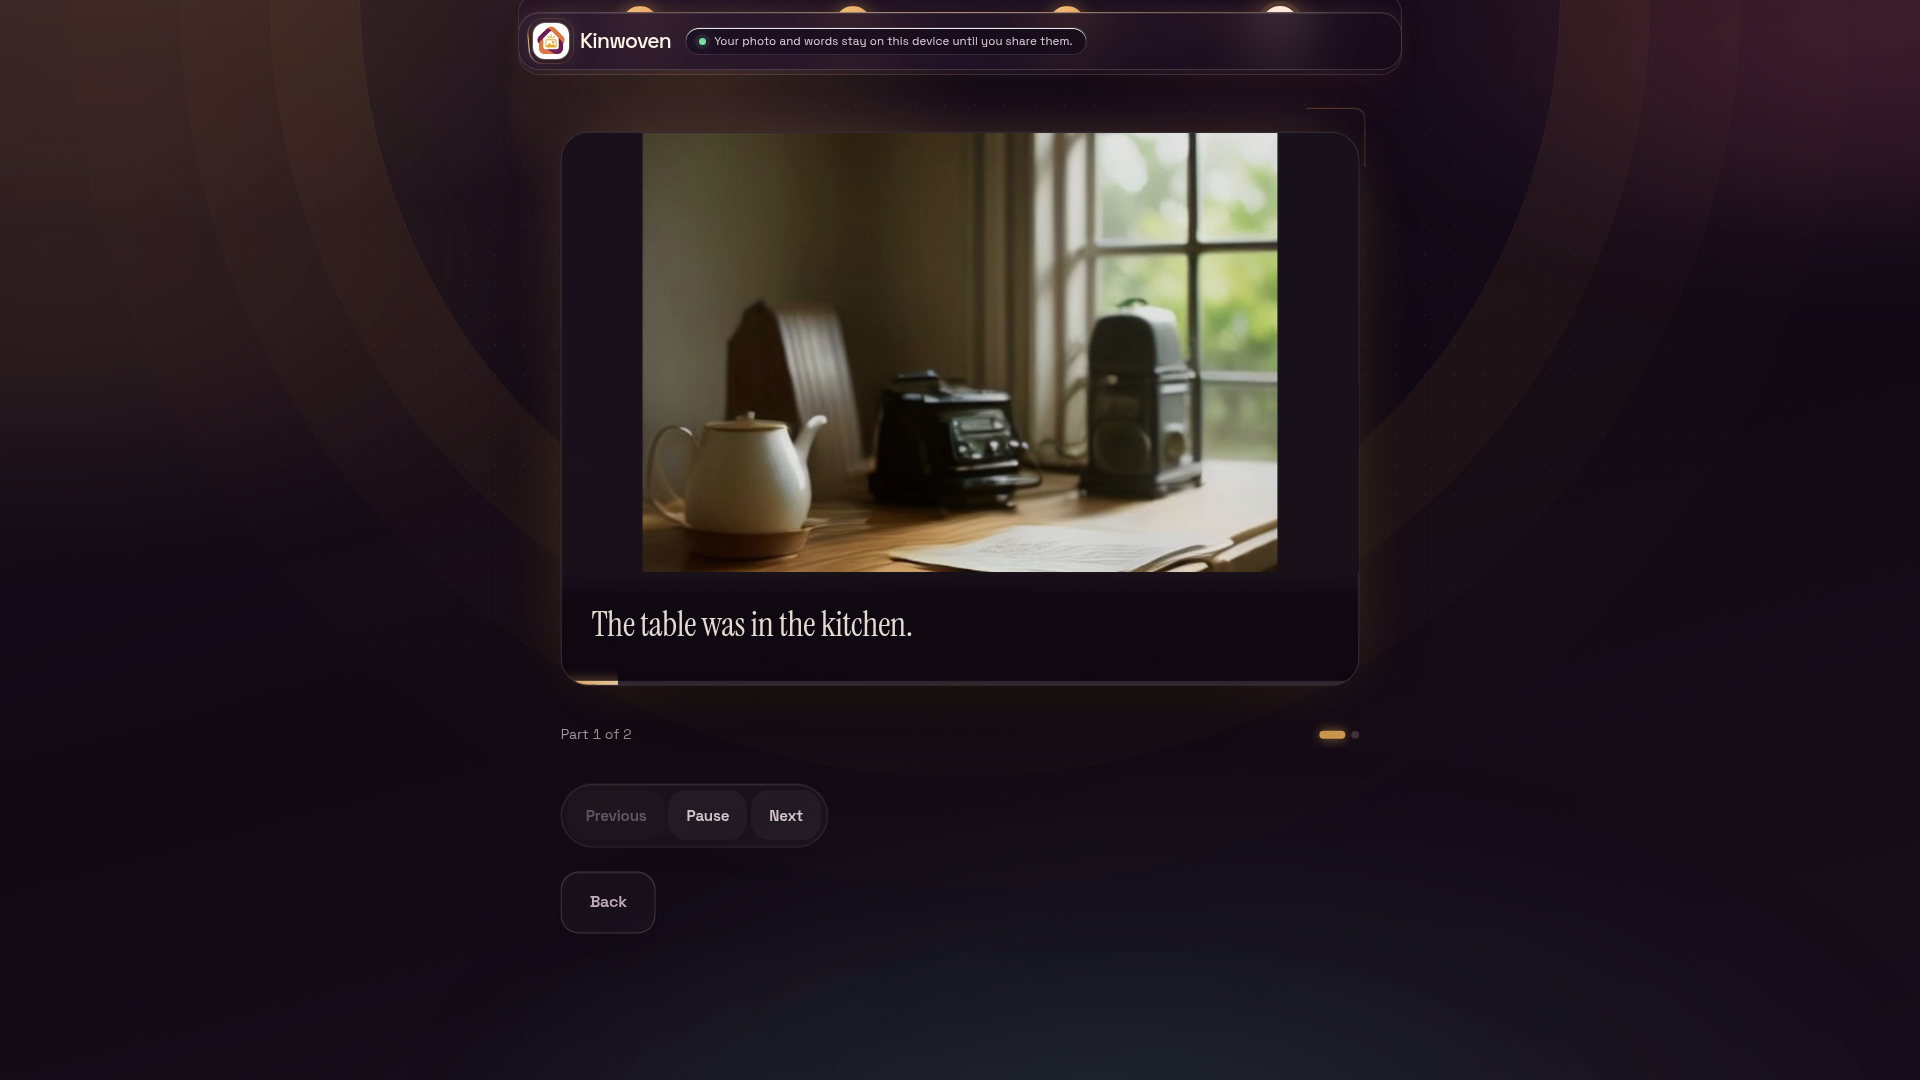 Kinwoven
Your photo and words stay on this device until you share them.
The table was in the kitchen.
Part 1 of 2
Previous
Pause
Next
Back